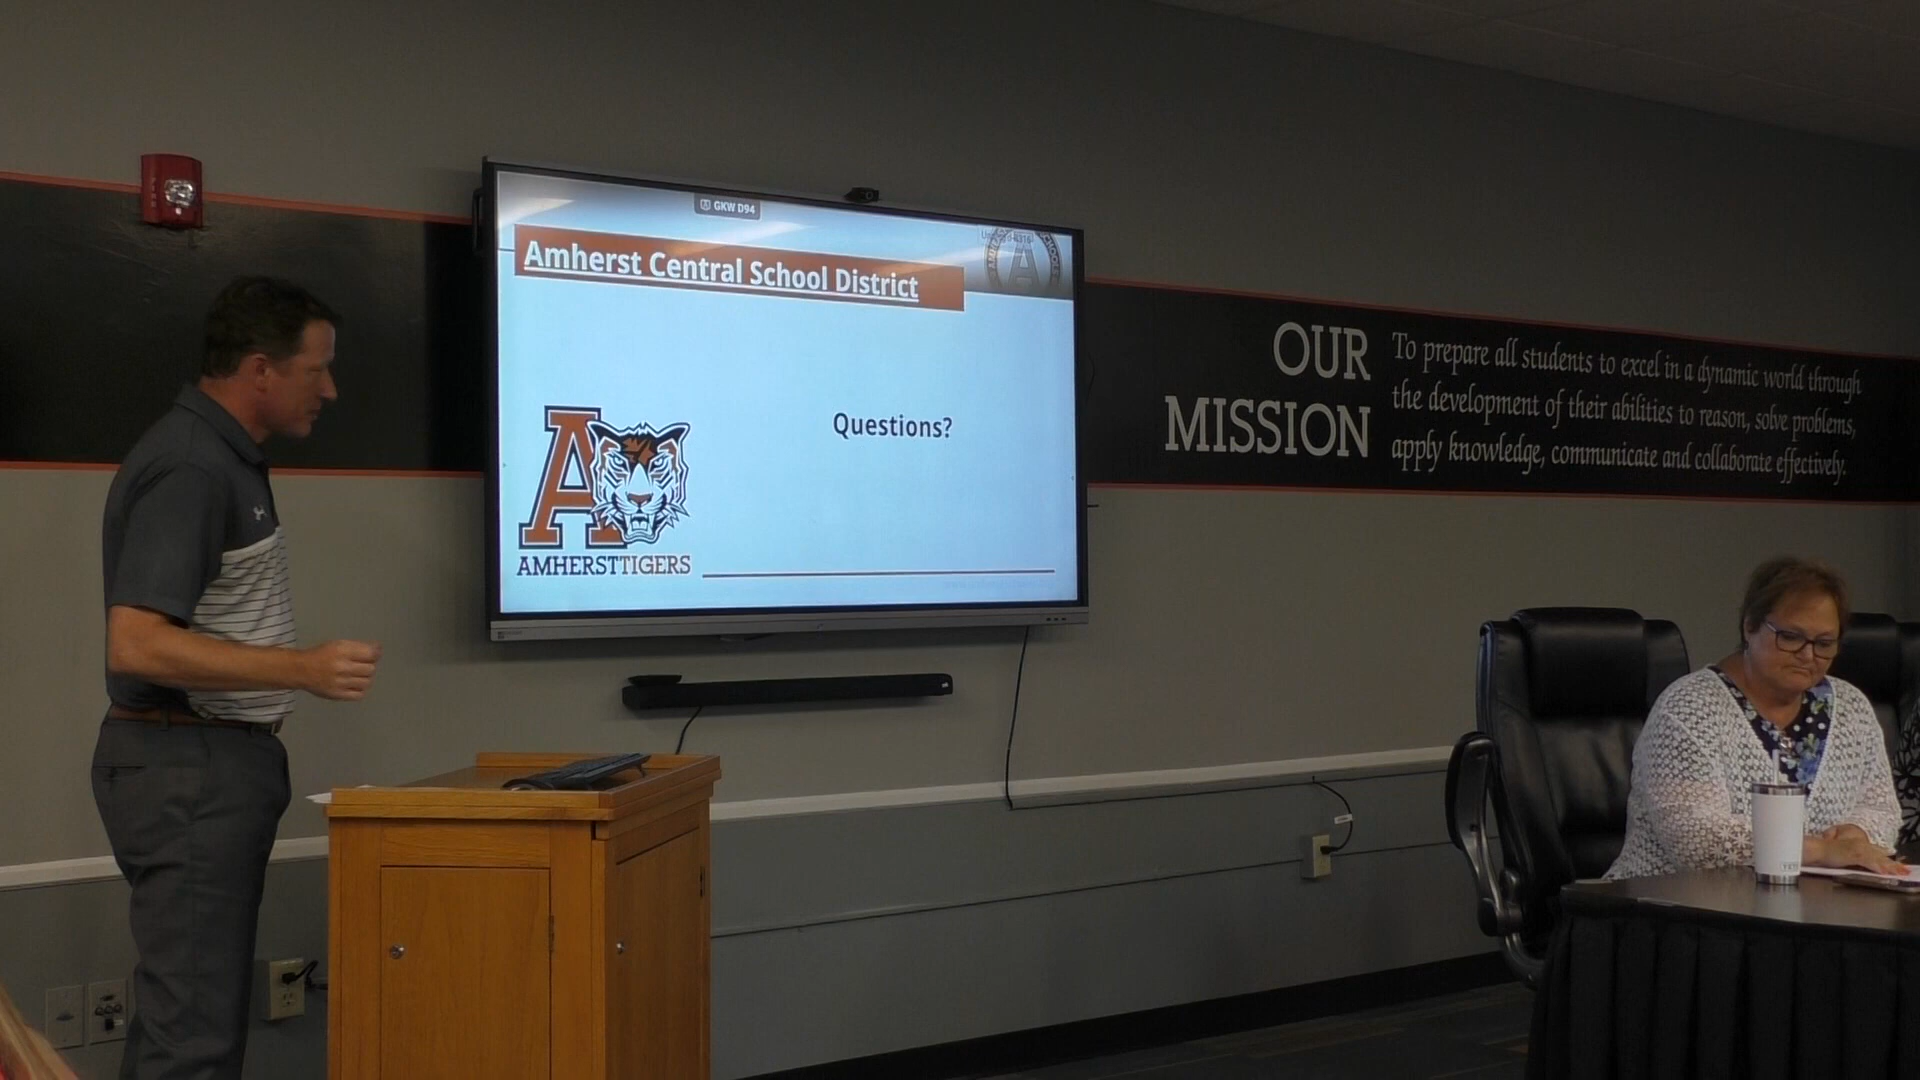 GKW D94
Amherst Central School District
Questions?
A
AMHERSTTIGERS
OUR
MISSION
To prepare all students to excel in a dynamic world through
the development of their abilities to reason, solve problems,
apply knowledge, communicate and collaborate effectively.